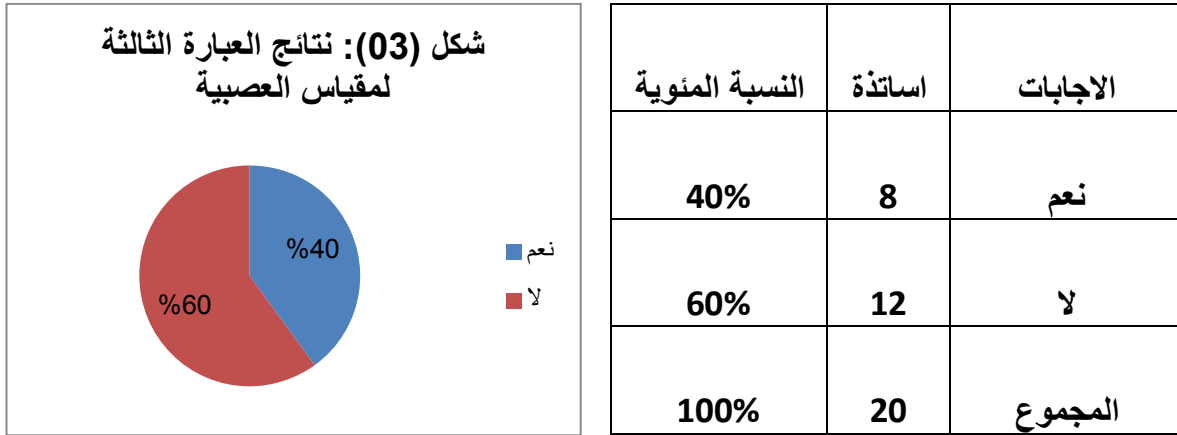 شكل (03): نتائج العبارة الثالثة
لمقياس العصبية
%40
%60
نعم
لا
الاجابات اساتذة النسبة المئوية
نعم 8 40%
لا 12 60%
المجموع 20 100%